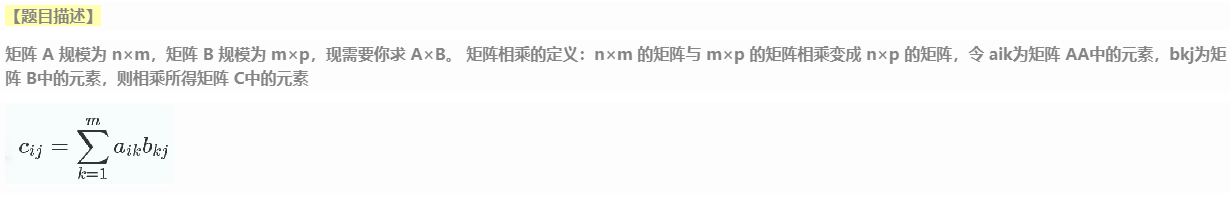 【题目描述】
矩阵 A 规模为 n×m，矩阵 B 规模为 m×p，现需要你求 A×B。 矩阵相乘的定义：n×m 的矩阵与 m×p 的矩阵相乘变成 n×p 的矩阵，令 aik为矩阵 AA中的元素，bkj为矩
阵 B中的元素，则相乘所得矩阵 C中的元素
c_{ij} = \sum_{k=1}^{m} a_{ik}b_{kj}